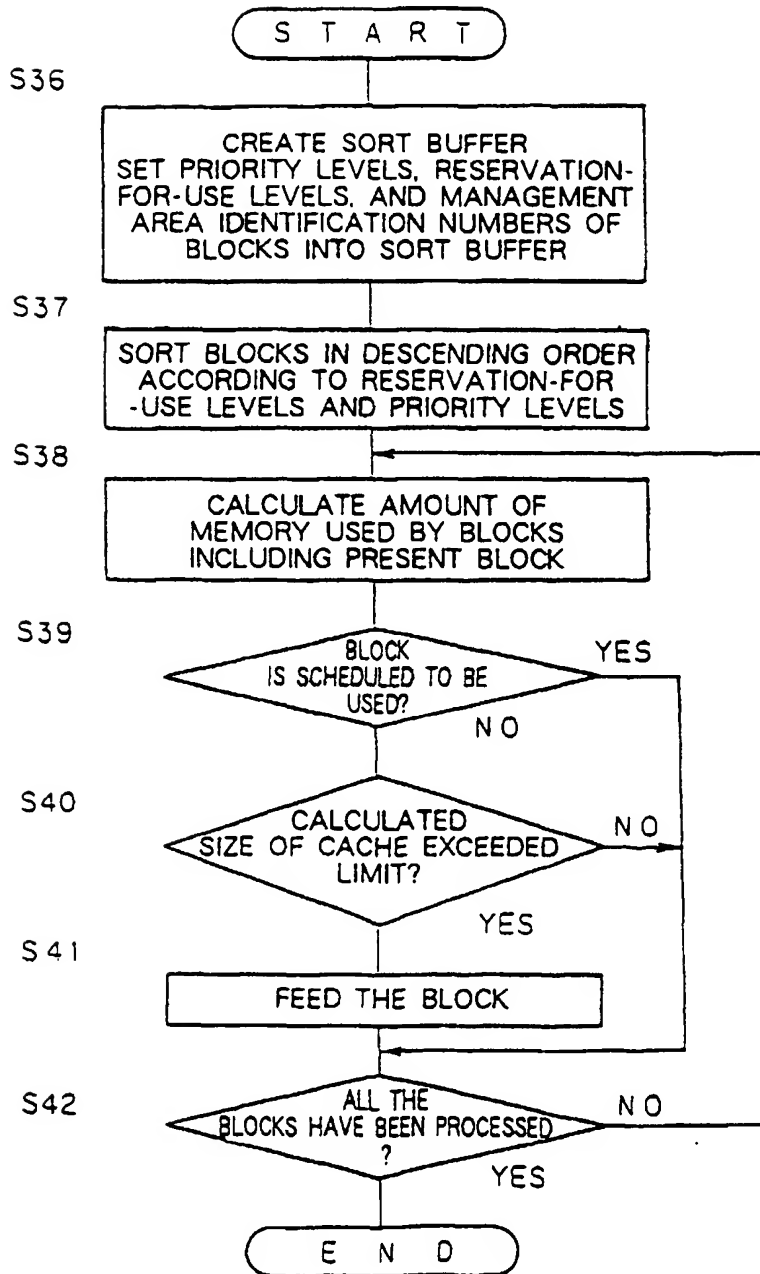 START
S36
CREATE SORT BUFFER
SET PRIORITY LEVELS, RESERVATION-
FOR-USE LEVELS, AND MANAGEMENT
AREA IDENTIFICATION NUMBERS OF
BLOCKS INTO SORT BUFFER
S37
SORT BLOCKS IN DESCENDING ORDER
ACCORDING TO RESERVATION-FOR
-USE LEVELS AND PRIORITY LEVELS
S38
CALCULATE AMOUNT OF
MEMORY USED BY BLOCKS
INCLUDING PRESENT BLOCK
S39
BLOCK
IS SCHEDULED TO BE
USED?
YES
NO
S40
CALCULATED
SIZE OF CACHE EXCEEDED
LIMIT?
NO
YES
S41
FEED THE BLOCK
S42
ALL THE
BLOCKS HAVE BEEN PROCESSED
?
NO
YES
END